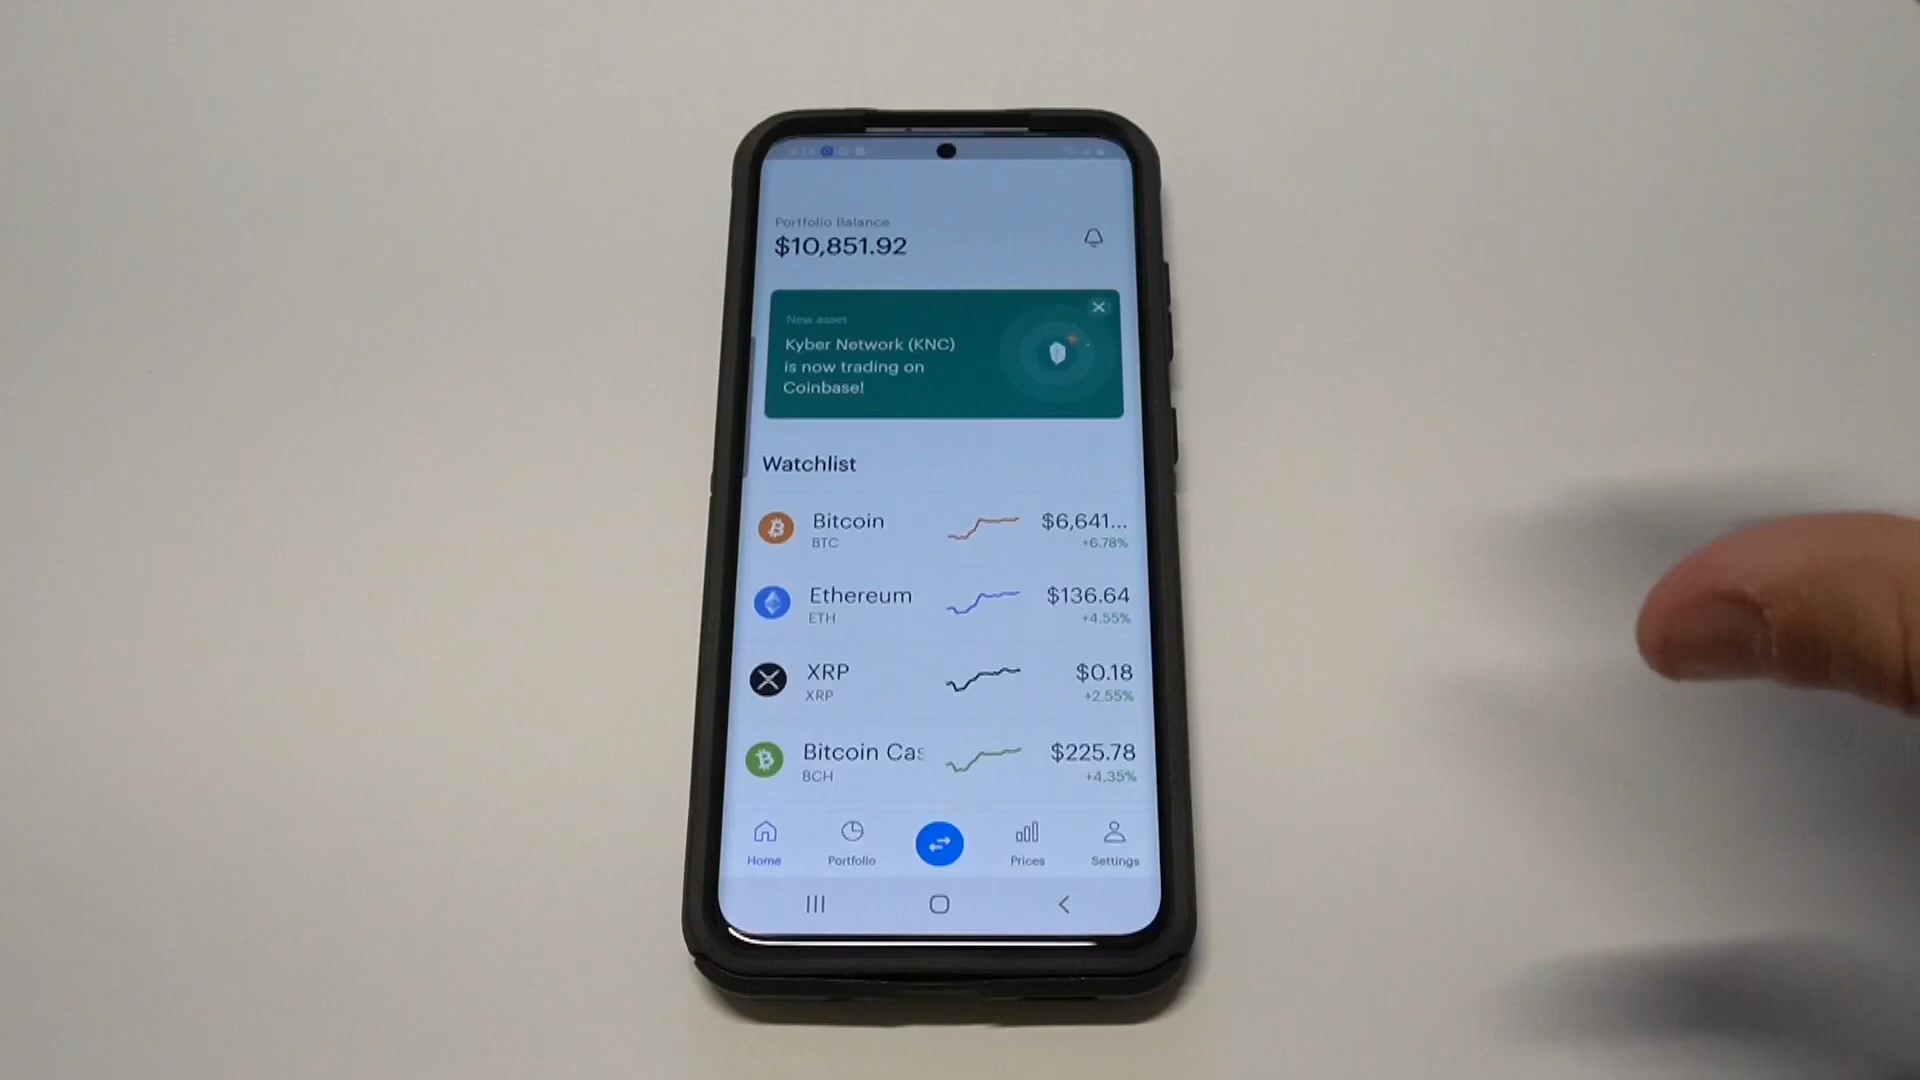 Portfolio Balance
$10,851.92
New asset
Kyber Network (KNC)
is now trading on
Coinbase!
Watchlist
Bitcoin $6,641...
BTC +6.78%
Ethereum $136.64
ETH +4.55%
XRP $0.18
XRP +2.55%
Bitcoin Cas $225.78
BCH +4.35%
Home Portfolio Prices Settings